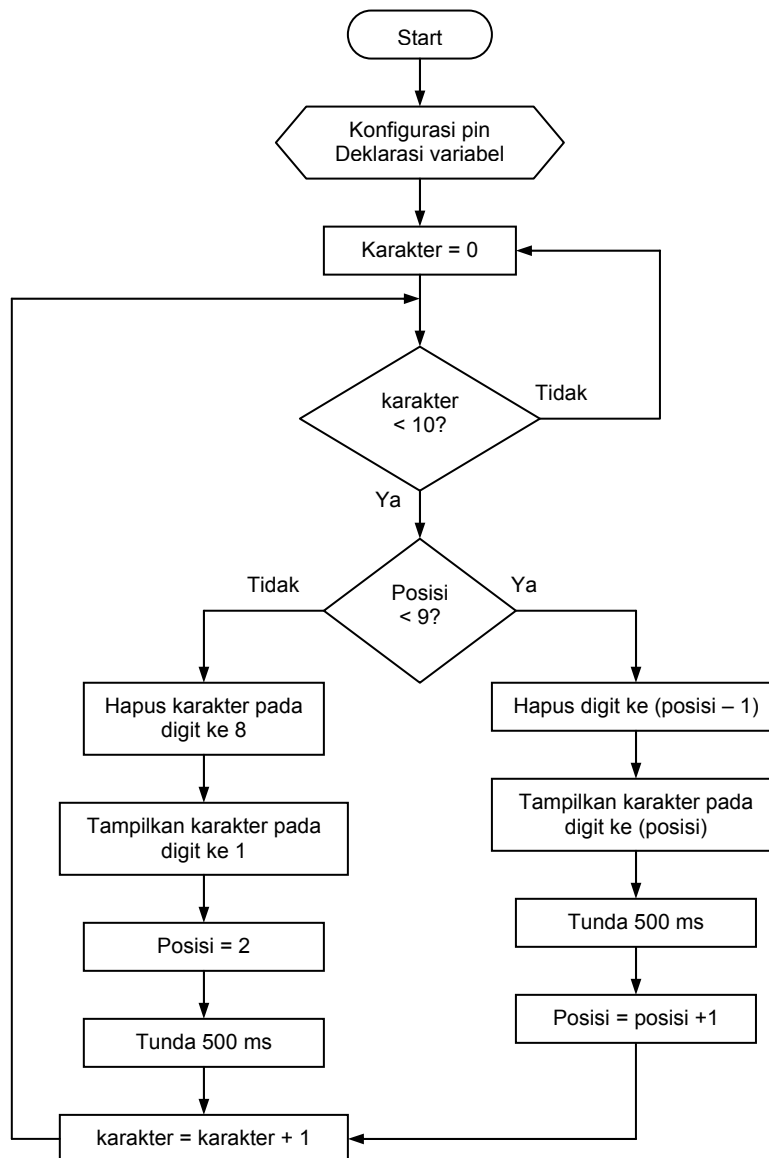 Start
Konfigurasi pin
Deklarasi variabel
Karakter = 0
karakter
< 10?
Tidak
Ya
Posisi
< 9?
Tidak
Ya
Hapus karakter pada
digit ke 8
Tampilkan karakter pada
digit ke 1
Posisi = 2
Tunda 500 ms
karakter = karakter + 1
Hapus digit ke (posisi – 1)
Tampilkan karakter pada
digit ke (posisi)
Tunda 500 ms
Posisi = posisi +1